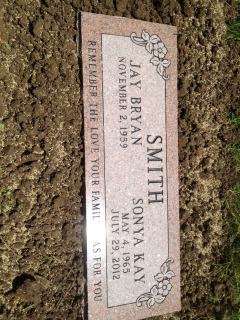 SMITH
JAY BRYAN
NOVEMBER 2, 1959
SONYA KAY
MAY 4, 1965
JULY 29, 2012
REMEMBER THE LOVE YOUR FAMIL AS FOR YOU